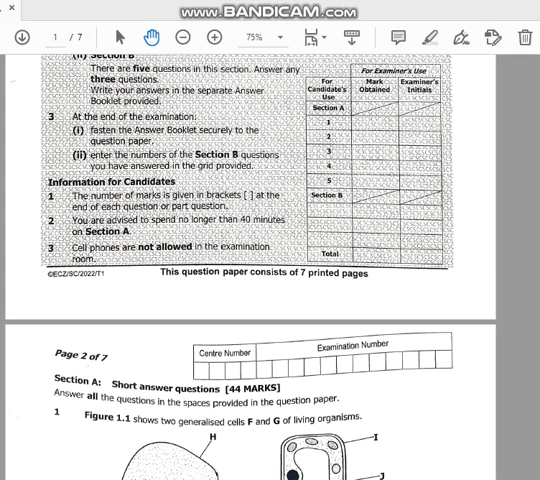 www.BANDICAM.com
1 / 7
75%
(ii) Section B
There are five questions in this section. Answer any
three questions.
Write your answers in the separate Answer
Booklet provided.
3 At the end of the examination:
(i) fasten the Answer Booklet securely to the
question paper.
(ii) enter the numbers of the Section B questions
you have answered in the grid provided.
Information for Candidates
1 The number of marks is given in brackets [ ] at the
end of each question or part question.
2 You are advised to spend no longer than 40 minutes
on Section A.
3 Cell phones are not allowed in the examination
room.
For Examiner's Use
For Candidate's Use Mark Obtained Examiner's Initials
Section A
1
2
3
4
5
Section B
Total
©ECZ/SC/2022/T1 This question paper consists of 7 printed pages
Page 2 of 7
Centre Number Examination Number
Section A: Short answer questions [44 MARKS]
Answer all the questions in the spaces provided in the question paper.
1 Figure 1.1 shows two generalised cells F and G of living organisms.
H
I
J